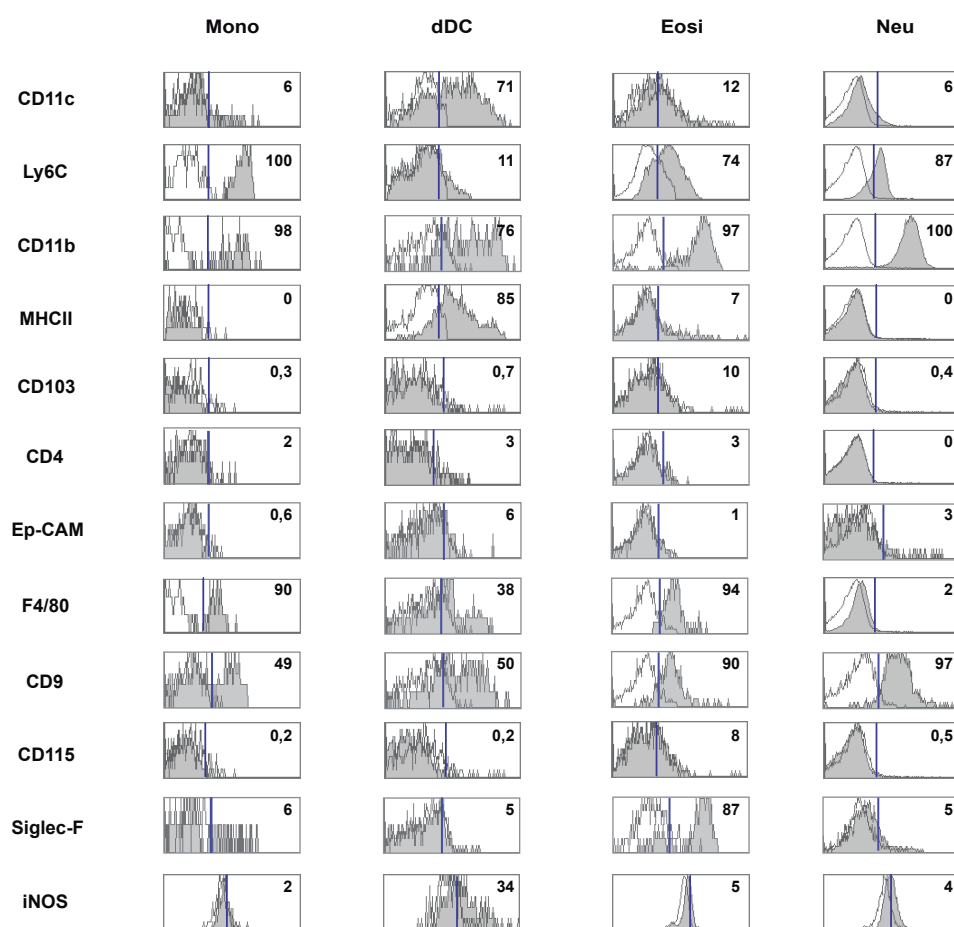 Mono dDC Eosi Neu
CD11c 6 71 12 6
Ly6C 100 11 74 87
CD11b 98 76 97 100
MHCII 0 85 7 0
CD103 0,3 0,7 10 0,4
CD4 2 3 3 0
Ep-CAM 0,6 6 1 3
F4/80 90 38 94 2
CD9 49 50 90 97
CD115 0,2 0,2 8 0,5
Siglec-F 6 5 87 5
iNOS 2 34 5 4